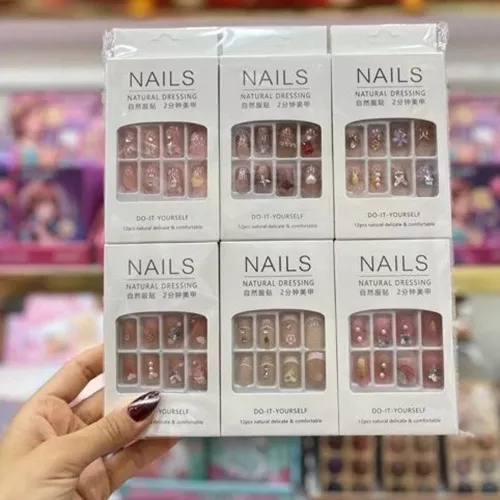 NAILS
NATURAL DRESSING
自然服贴 2分钟美甲
DO-IT-YOURSELF
12pcs natural delicate & comfortable
NAILS
NATURAL DRESSING
自然服贴 2分钟美甲
DO-IT-YOURSELF
12pcs natural delicate & comfortable
NAILS
NATURAL DRESSING
自然服贴 2分钟美甲
DO-IT-YOURSELF
12pcs natural delicate & comfortable
NAILS
NATURAL DRESSING
自然服贴 2分钟美甲
DO-IT-YOURSELF
12pcs natural delicate & comfortable
NAILS
NATURAL DRESSING
自然服贴 2分钟美甲
DO-IT-YOURSELF
12pcs natural delicate & comfortable
NAILS
NATURAL DRESSING
自然服贴 2分钟美甲
DO-IT-YOURSELF
12pcs natural delicate & comfortable